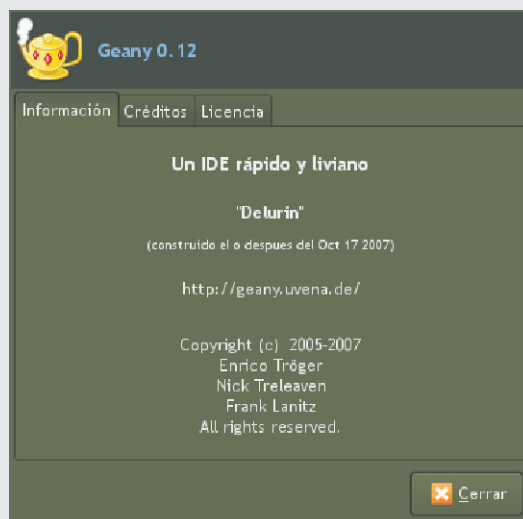 Geany 0.12
Información Créditos Licencia
Un IDE rápido y liviano
"Delurin"
(construido el o despues del Oct 17 2007)
http://geany.uvena.de/
Copyright (c) 2005-2007
Enrico Tröger
Nick Treleaven
Frank Lanitz
All rights reserved.
Cerrar